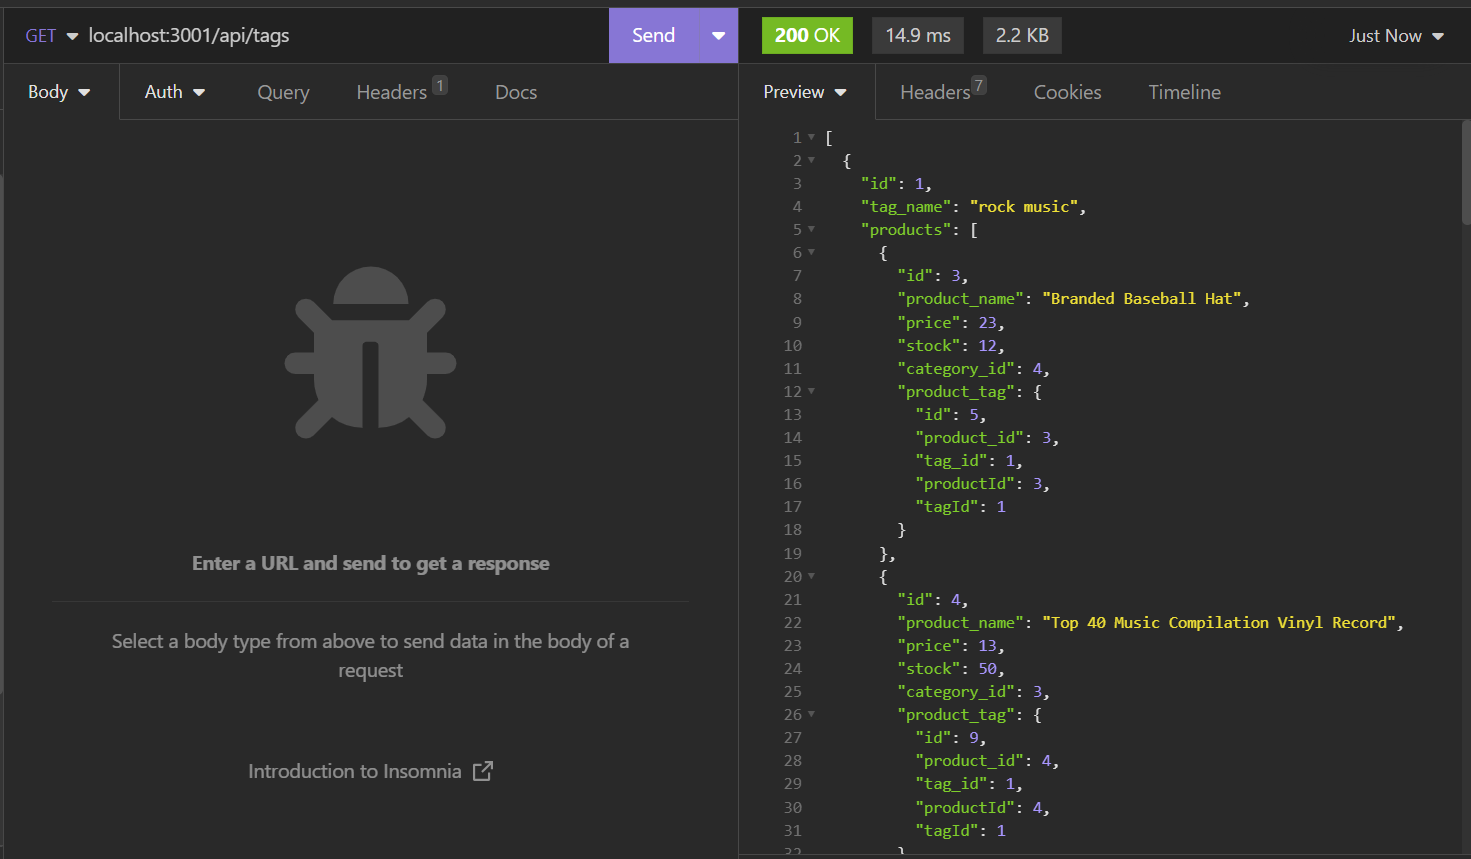 GET localhost:3001/api/tags Send 200 OK 14.9 ms 2.2 KB Just Now
Body Auth Query Headers 1 Docs
Enter a URL and send to get a response
Select a body type from above to send data in the body of a
request
Introduction to Insomnia
Preview Headers 7 Cookies Timeline
1 [
2 {
3 "id": 1,
4 "tag_name": "rock music",
5 "products": [
6 {
7 "id": 3,
8 "product_name": "Branded Baseball Hat",
9 "price": 23,
10 "stock": 12,
11 "category_id": 4,
12 "product_tag": {
13 "id": 5,
14 "product_id": 3,
15 "tag_id": 1,
16 "productId": 3,
17 "tagId": 1
18 }
19 },
20 {
21 "id": 4,
22 "product_name": "Top 40 Music Compilation Vinyl Record",
23 "price": 13,
24 "stock": 50,
25 "category_id": 3,
26 "product_tag": {
27 "id": 9,
28 "product_id": 4,
29 "tag_id": 1,
30 "productId": 4,
31 "tagId": 1
32 }